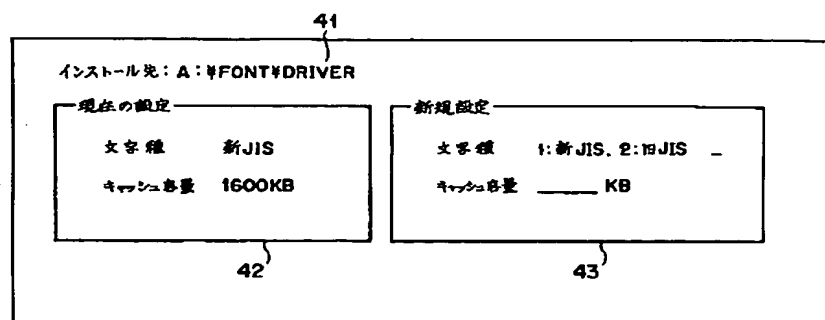 41
インストール先：A：¥FONT¥DRIVER
現在の設定
文字種 新JIS
キャッシュ容量 1600KB
42
新規設定
文字種 1:新JIS、2:旧JIS _
キャッシュ容量 ______ KB
43